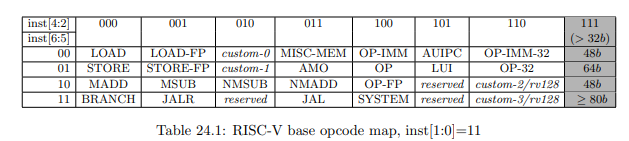 inst[4:2] 000 001 010 011 100 101 110 111
inst[6:5] (> 32b)
00 LOAD LOAD-FP custom-0 MISC-MEM OP-IMM AUIPC OP-IMM-32 48b
01 STORE STORE-FP custom-1 AMO OP LUI OP-32 64b
10 MADD MSUB NMSUB NMADD OP-FP reserved custom-2/rv128 48b
11 BRANCH JALR reserved JAL SYSTEM reserved custom-3/rv128 ≥ 80b
Table 24.1: RISC-V base opcode map, inst[1:0]=11